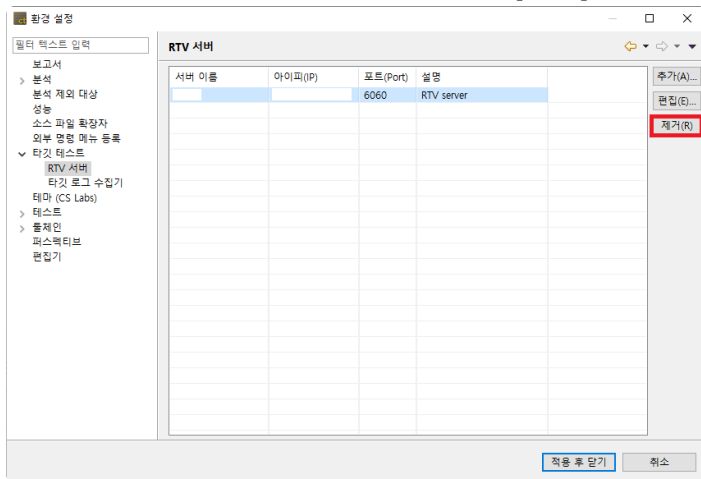 환경 설정
필터 텍스트 입력
RTV 서버
보고서
분석
분석 제외 대상
성능
소스 파일 확장자
외부 명령 메뉴 등록
타깃 테스트
RTV 서버
타깃 로그 수집기
테마 (CS Labs)
테스트
툴체인
퍼스펙티브
편집기
서버 이름 아이피(IP) 포트(Port) 설명
6060 RTV server
추가(A)...
편집(E)...
제거(R)
적용 후 닫기 취소